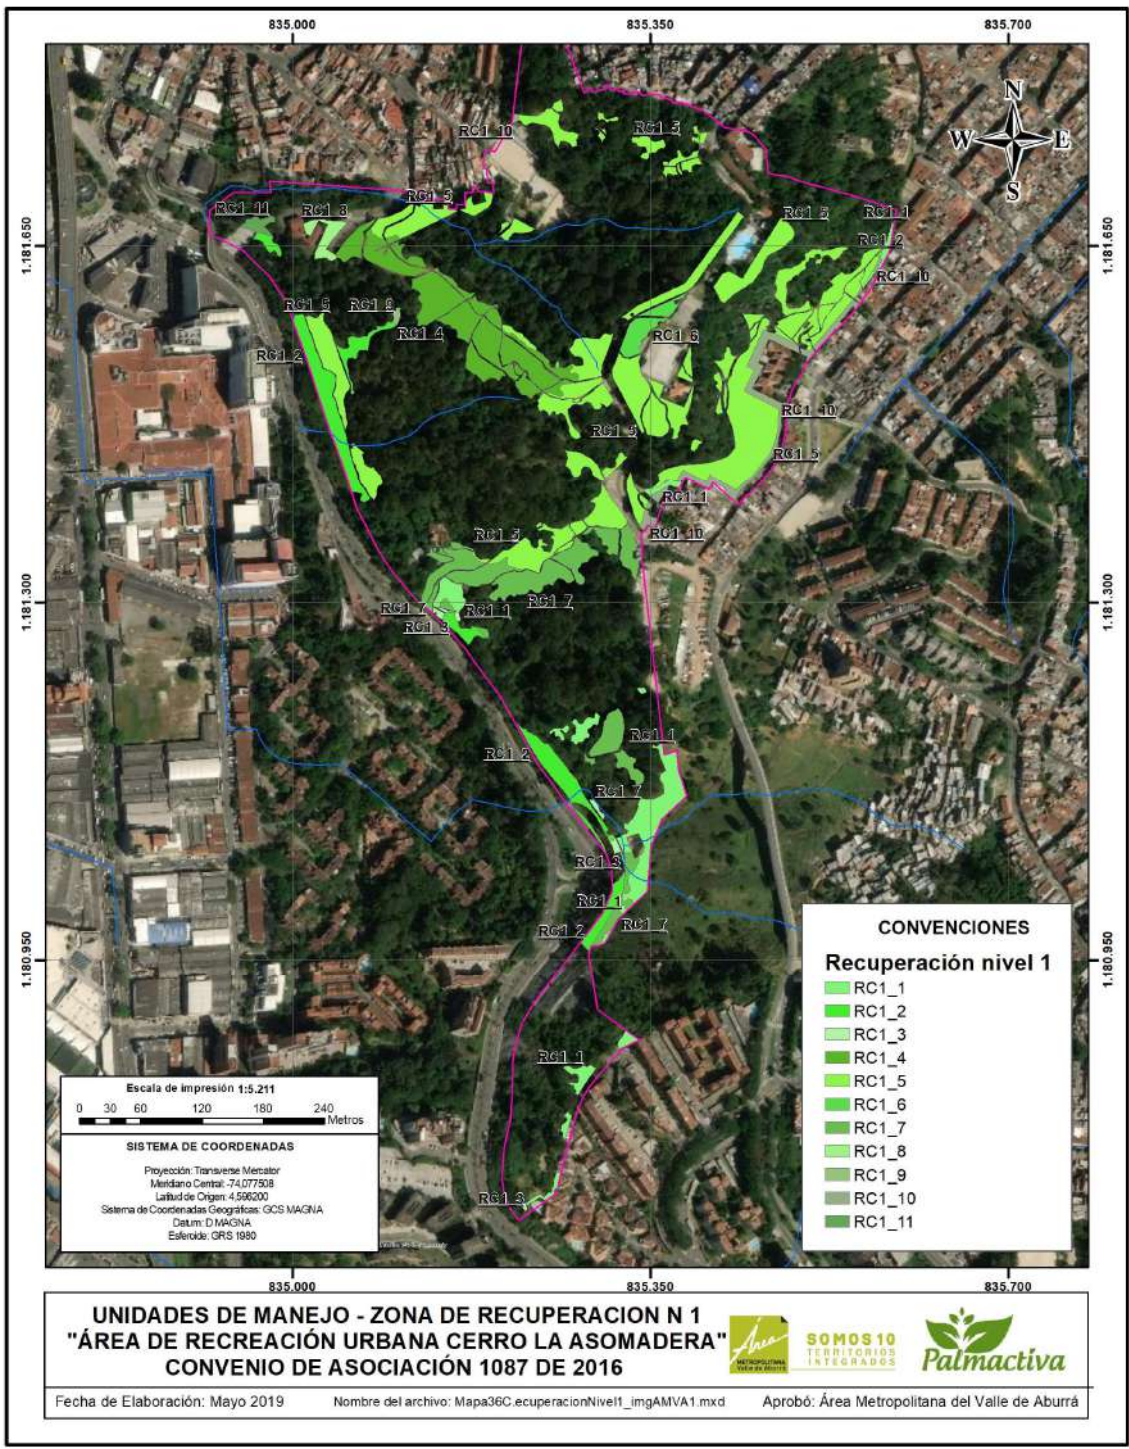 835.000 835.350 835.700
N
W E
S
RC1_10
RC1_5
RC1_5
RC1_11
RC1_8
RC1_5
RC1_1
1.181.650
RC1_2
1.181.650
RC1_10
RC1_5
RC1_9
RC1_4
RC1_6
RC1_2
RC1_10
RC1_5
RC1_5
RC1_1
RC1_5
RC1_10
1.181.300
RC1_7
RC1_1
RC1_7
1.181.300
RC1_3
RC1_1
RC1_2
RC1_7
RC1_3
RC1_1
RC1_2
RC1_7
1.180.950
1.180.950
RC1_1
RC1_3
CONVENCIONES
Recuperación nivel 1
RC1_1
RC1_2
RC1_3
RC1_4
RC1_5
RC1_6
RC1_7
RC1_8
RC1_9
RC1_10
RC1_11
Escala de impresión 1:5.211
0 30 60 120 180 240
Metros
SISTEMA DE COORDENADAS
Proyección: Transverse Mercator
Meridiano Central: -74,077508
Latitud de Origen: 4,596200
Sistema de Coordenadas Geográficas: GCS MAGNA
Datum: D MAGNA
Esferoide: GRS 1980
835.000 835.350 835.700
UNIDADES DE MANEJO - ZONA DE RECUPERACION N 1
"ÁREA DE RECREACIÓN URBANA CERRO LA ASOMADERA"
CONVENIO DE ASOCIACIÓN 1087 DE 2016
Área
METROPOLITANA
Valle de Aburrá
SOMOS 10
TERRITORIOS
INTEGRADOS
Palmactiva
Fecha de Elaboración: Mayo 2019 Nombre del archivo: Mapa36C.ecuperacionNivel1_imgAMVA1.mxd Aprobó: Área Metropolitana del Valle de Aburrá